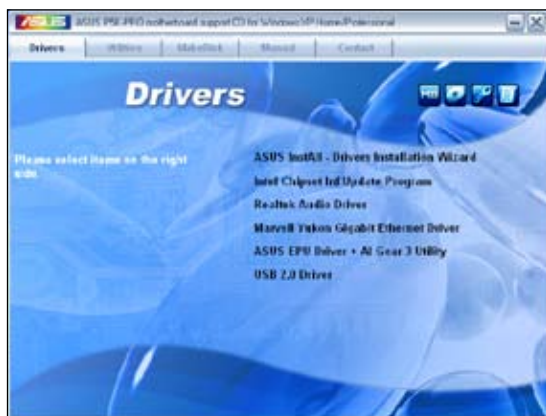 ASUS P5K-PRO motherboard support CD for Windows XP Home/Professional
Drivers Utilities MakeDisk Manual Contact
Drivers
Please select items on the right
side.
ASUS InstAll - Drivers Installation Wizard
Intel Chipset Inf Update Program
Realtek Audio Driver
Marvell Yukon Gigabit Ethernet Driver
ASUS EPU Driver + AI Gear 3 Utility
USB 2.0 Driver